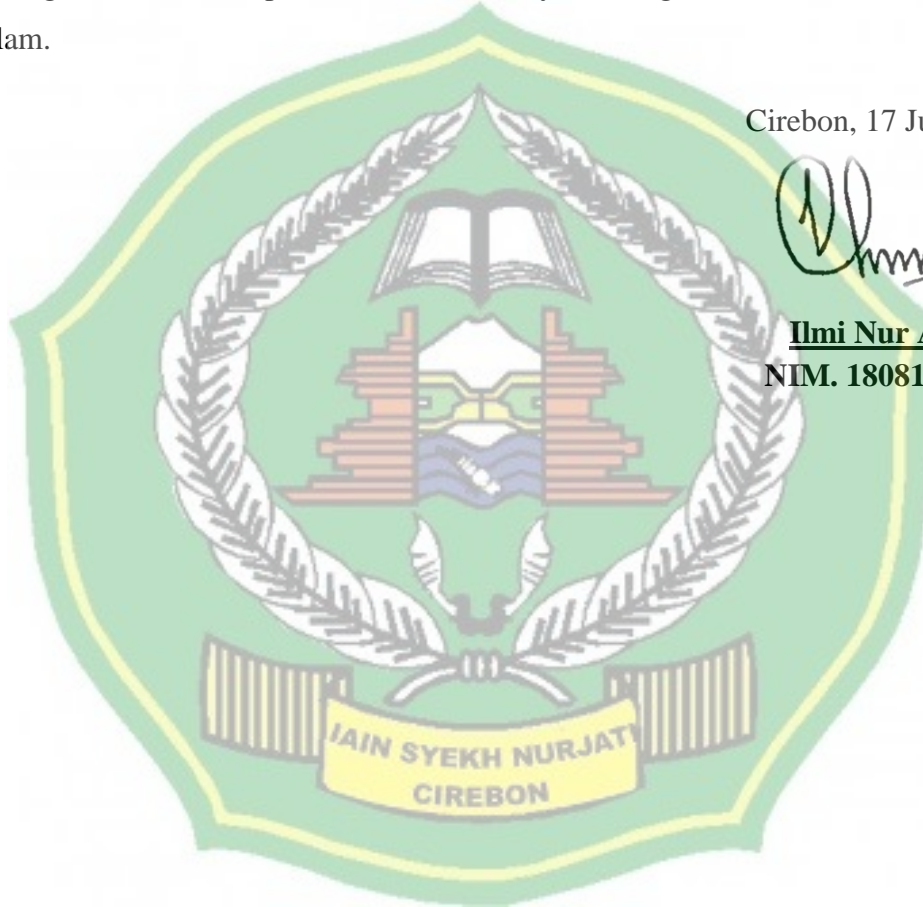 lam.
Cirebon, 17 Ju
Ilmi Nur
NIM. 18081
IAIN SYEKH NURJATI
CIREBON